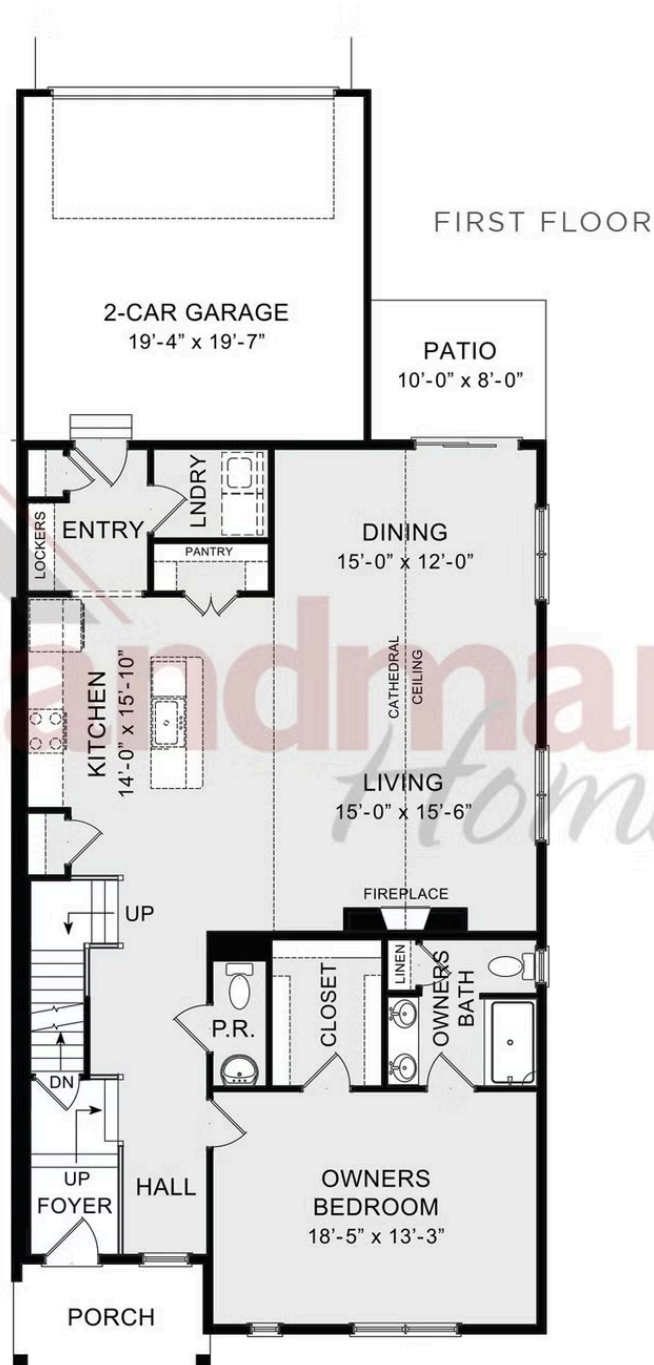 FIRST FLOOR
2-CAR GARAGE
19’-4” x 19’-7”
PATIO
10’-0” x 8’-0”
LNDRY
ENTRY
LOCKERS
PANTRY
DINING
15’-0” x 12’-0”
KITCHEN
14’-0” x 15’-10”
CATHEDRAL
CEILING
andmar
Hom
LIVING
15’-0” x 15’-6”
FIREPLACE
UP
LINEN
OWNERS
BATH
CLOSET
P.R.
DN
UP
FOYER
HALL
OWNERS
BEDROOM
18’-5” x 13’-3”
PORCH